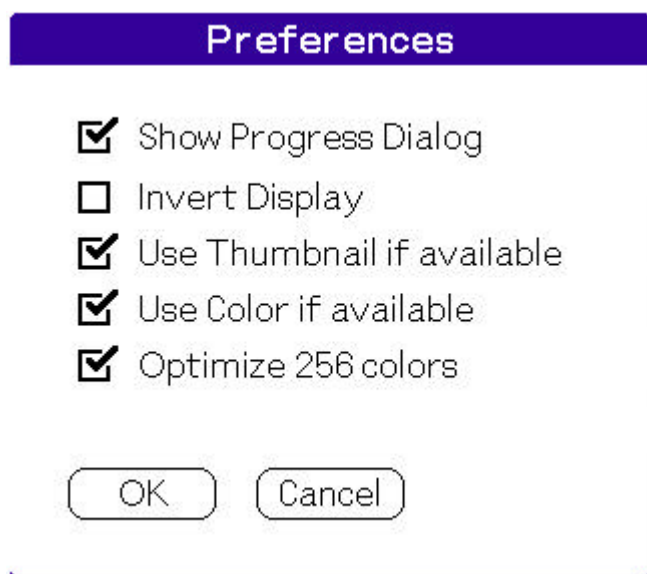 Preferences
Show Progress Dialog
Invert Display
Use Thumbnail if available
Use Color if available
Optimize 256 colors
OK Cancel